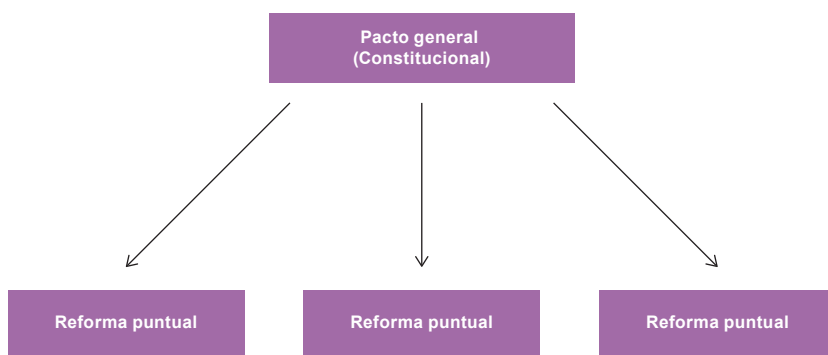 Pacto general
(Constitucional)
Reforma puntual
Reforma puntual
Reforma puntual